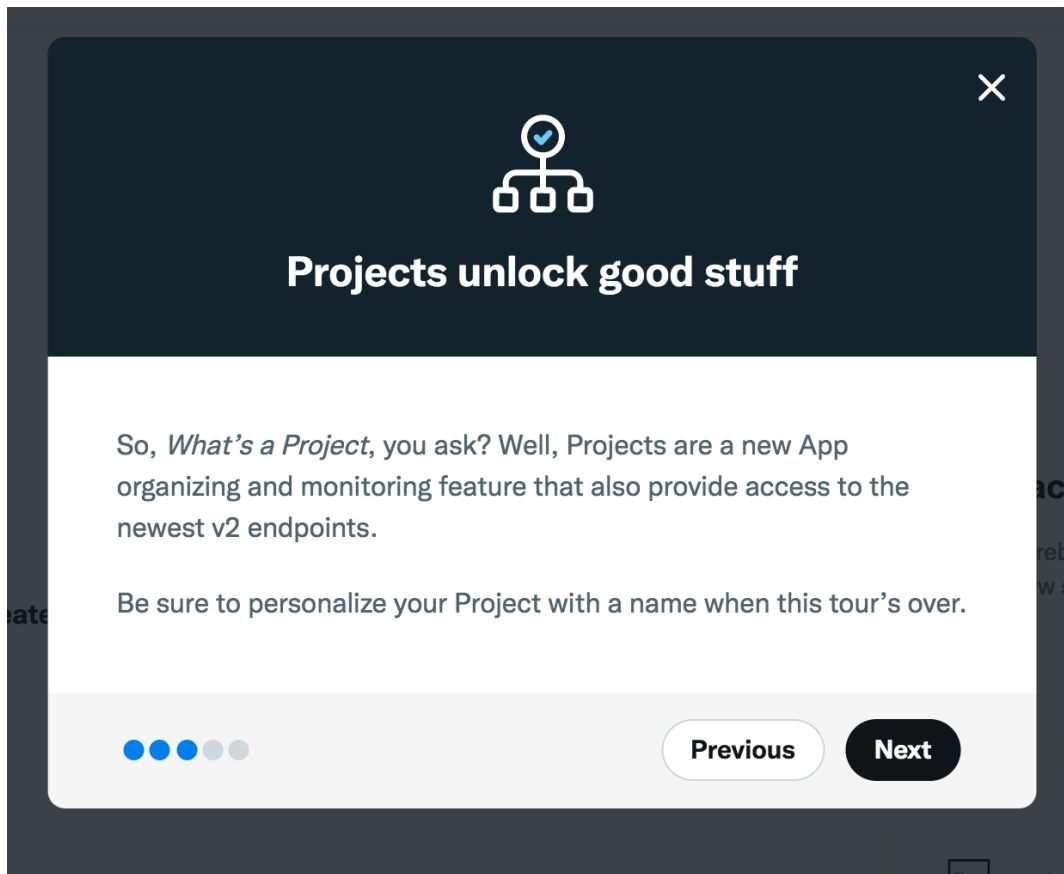 Projects unlock good stuff
So, What's a Project, you ask? Well, Projects are a new App
organizing and monitoring feature that also provide access to the
newest v2 endpoints.
Be sure to personalize your Project with a name when this tour's over.
Previous
Next